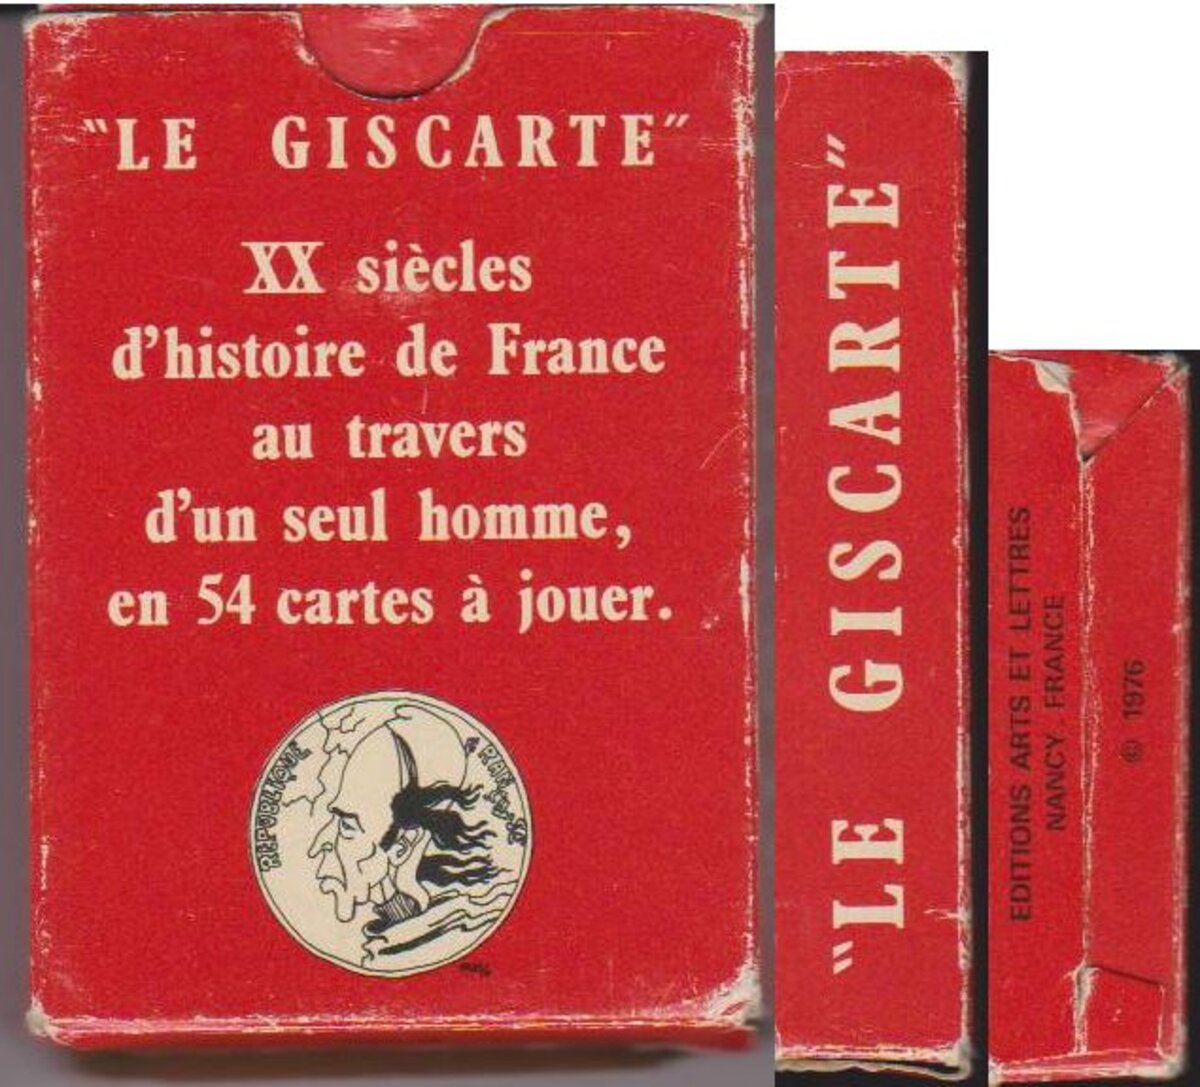 "LE GISCARTE"
XX siècles
d'histoire de France
au travers
d'un seul homme,
en 54 cartes à jouer.
REPUBLIQUE
"LE GISCARTE"
EDITIONS ARTS ET LETTRES
NANCY. FRANCE
© 1976